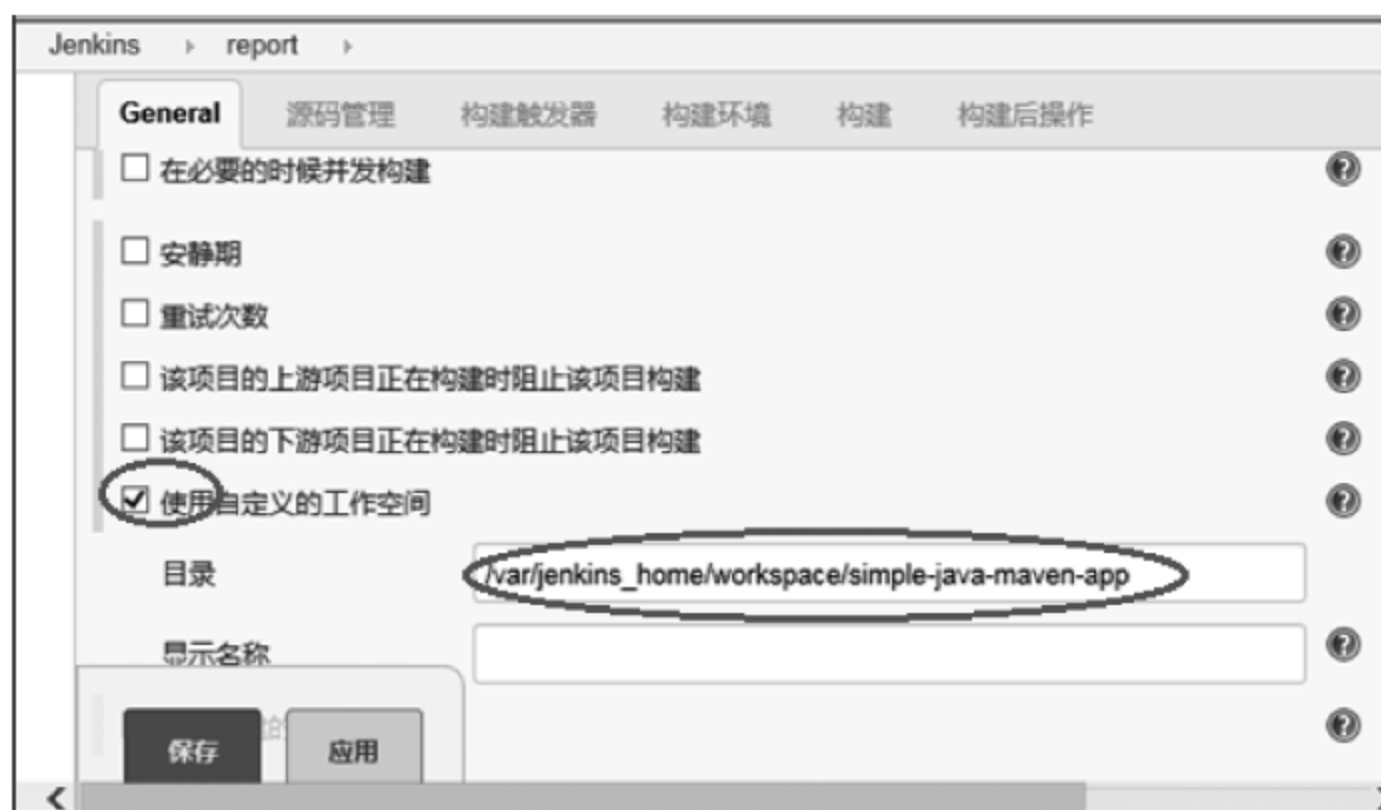 Jenkins › report ›
General 源码管理 构建触发器 构建环境 构建 构建后操作
在必要的时候并发构建
安静期
重试次数
该项目的上游项目正在构建时阻止该项目构建
该项目的下游项目正在构建时阻止该项目构建
使用自定义的工作空间
目录 /var/jenkins_home/workspace/simple-java-maven-app
显示名称
保存 应用